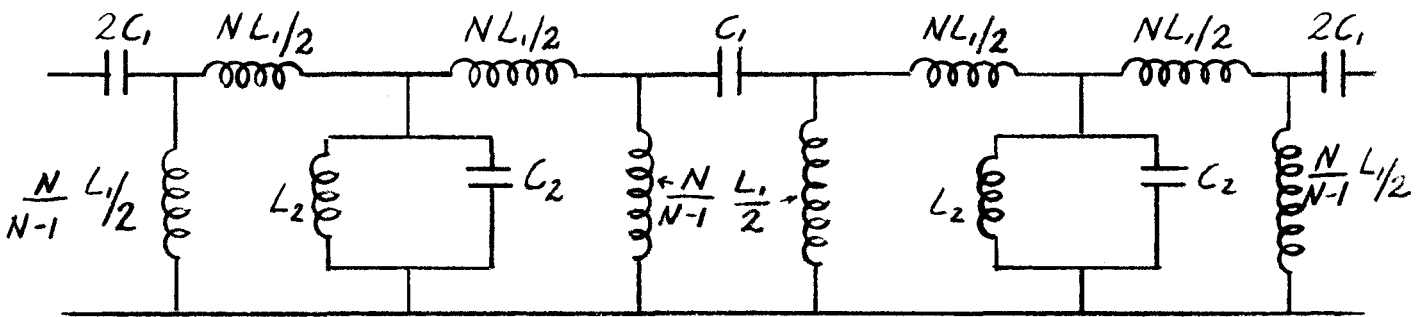 2C₁ NL₁/2 NL₁/2 C₁ NL₁/2 NL₁/2 2C₁
N/N-1 L₁/2 L₂ C₂ N/N-1 L₁/2 L₂ C₂ N/N-1 L₁/2